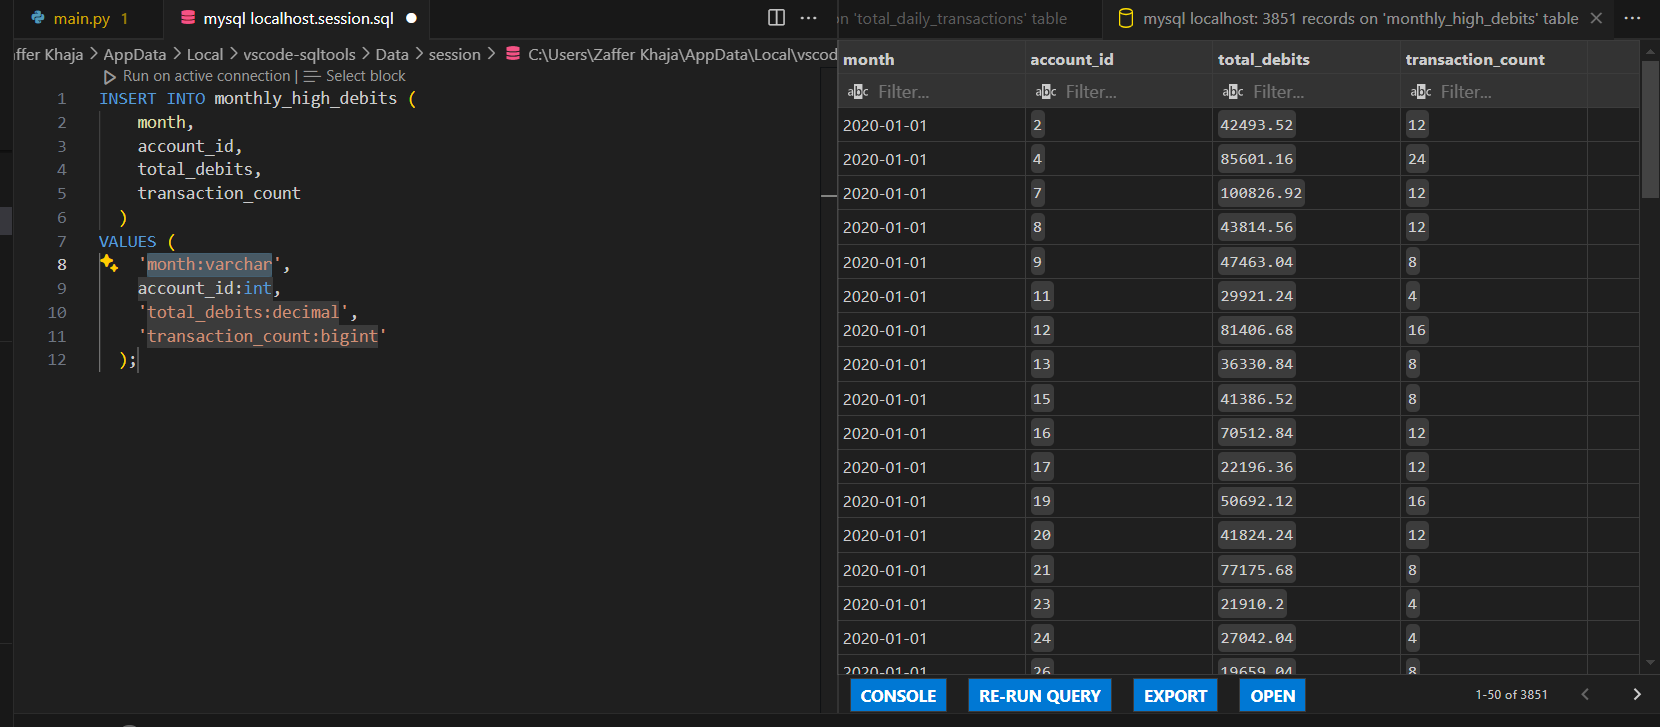 main.py 1
mysql localhost.session.sql
on 'total_daily_transactions' table
mysql localhost: 3851 records on 'monthly_high_debits' table
affer Khaja > AppData > Local > vscode-sqltools > Data > session > C:\Users\Zaffer Khaja\AppData\Local\vscod
Run on active connection | Select block
1 INSERT INTO monthly_high_debits (
2 month,
3 account_id,
4 total_debits,
5 transaction_count
6 )
7 VALUES (
8 'month:varchar',
9 account_id:int,
10 'total_debits:decimal',
11 'transaction_count:bigint'
12 );
month account_id total_debits transaction_count
abc Filter... abc Filter... abc Filter... abc Filter...
2020-01-01 2 42493.52 12
2020-01-01 4 85601.16 24
2020-01-01 7 100826.92 12
2020-01-01 8 43814.56 12
2020-01-01 9 47463.04 8
2020-01-01 11 29921.24 4
2020-01-01 12 81406.68 16
2020-01-01 13 36330.84 8
2020-01-01 15 41386.52 8
2020-01-01 16 70512.84 12
2020-01-01 17 22196.36 12
2020-01-01 19 50692.12 16
2020-01-01 20 41824.24 12
2020-01-01 21 77175.68 8
2020-01-01 23 21910.2 4
2020-01-01 24 27042.04 4
2020-01-01 26 19659.04 8
CONSOLE RE-RUN QUERY EXPORT OPEN 1-50 of 3851